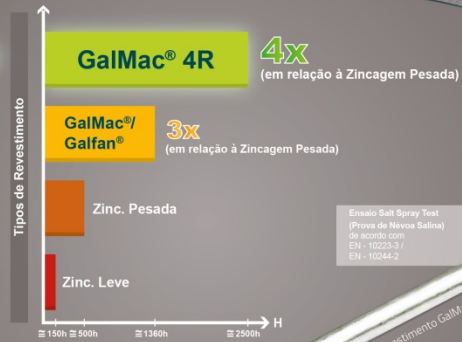 GalMac® 4R
4x
(em relação à Zincagem Pesada)
GalMac®/
Galfan®
3x
(em relação à Zincagem Pesada)
Tipos de Revestimento
Zinc. Pesada
Zinc. Leve
Ensaio Salt Spray Test
(Prova de Névoa Salina)
de acordo com
EN - 10223-3 /
EN - 10244-2
H
≅150h ≅500h ≅1360h ≅2500h
estimento GalMa